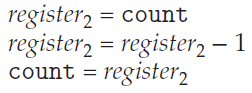 register₂ = count
register₂ = register₂ − 1
count = register₂